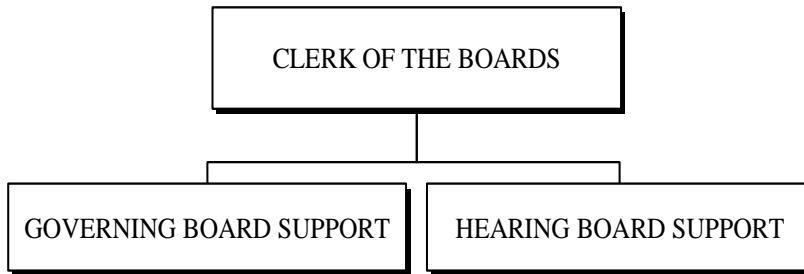 CLERK OF THE BOARDS
GOVERNING BOARD SUPPORT
HEARING BOARD SUPPORT